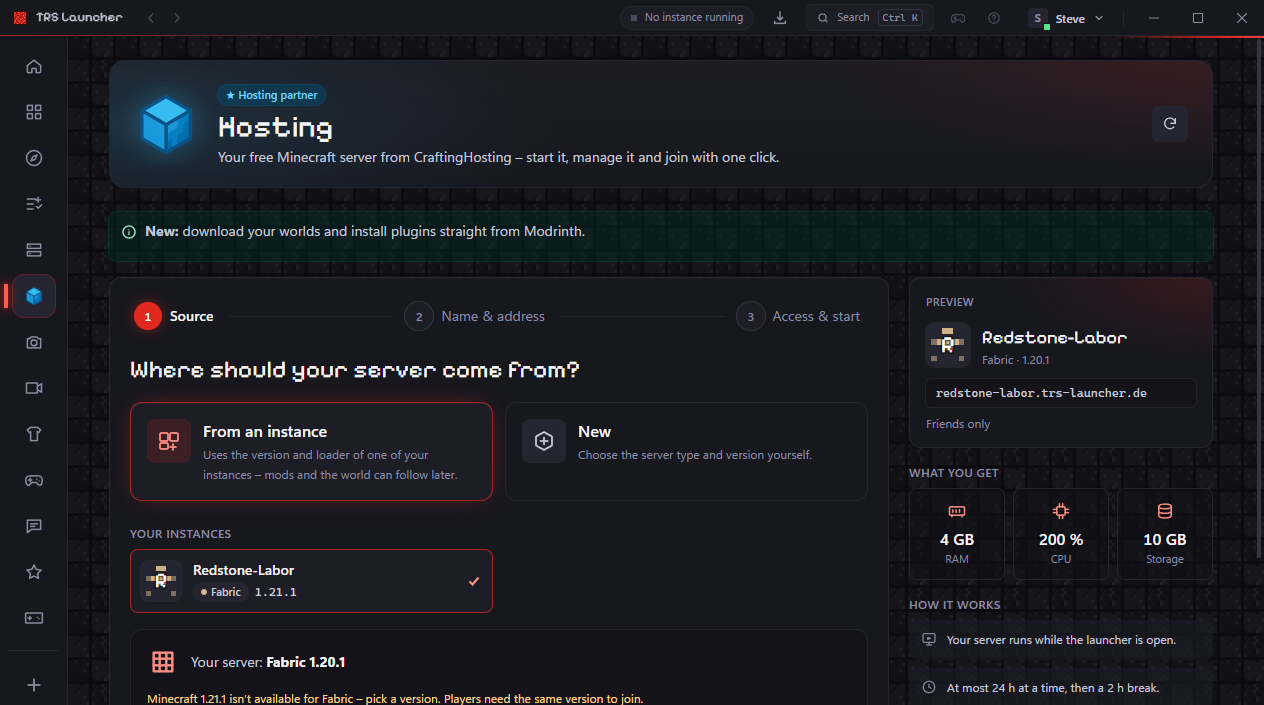 TRS Launcher
No instance running
Search Ctrl K
S Steve
★ Hosting partner
Hosting
Your free Minecraft server from CraftingHosting – start it, manage it and join with one click.
New: download your worlds and install plugins straight from Modrinth.
1 Source
2 Name & address
3 Access & start
Where should your server come from?
From an instance
Uses the version and loader of one of your
instances – mods and the world can follow later.
New
Choose the server type and version yourself.
YOUR INSTANCES
R
Redstone-Labor
Fabric 1.21.1
Your server: Fabric 1.20.1
Minecraft 1.21.1 isn't available for Fabric – pick a version. Players need the same version to join.
PREVIEW
R
Redstone-Labor
Fabric · 1.20.1
redstone-labor.trs-launcher.de
Friends only
WHAT YOU GET
4 GB
RAM
200 %
CPU
10 GB
Storage
HOW IT WORKS
Your server runs while the launcher is open.
At most 24 h at a time, then a 2 h break.